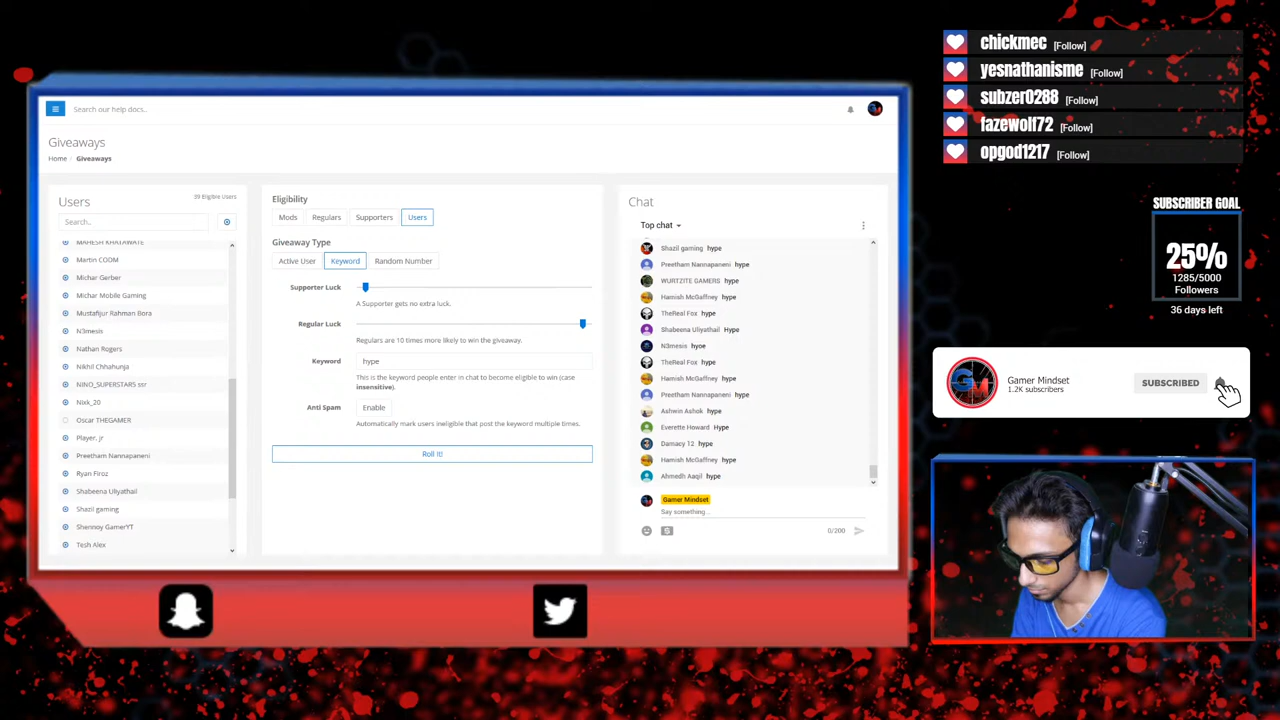 chickmec [Follow]
yesnathanisme [Follow]
subzer0288 [Follow]
fazewolf72 [Follow]
opgod1217 [Follow]
SUBSCRIBER GOAL
25%
1285/5000
Followers
36 days left
Gamer Mindset
1.2K subscribers
SUBSCRIBED
GM
Search our help docs..
Giveaways
Home / Giveaways
Users
39 Eligible Users
Search..
MAHESH KHATAWATE
Martin CODM
Michar Gerber
Michar Mobile Gaming
Mustafijur Rahman Bora
N3mesis
Nathan Rogers
Nikhil Chhahunja
NINO_SUPERSTARS ssr
Nixk_20
Oscar THEGAMER
Player. jr
Preetham Nannapaneni
Ryan Firoz
Shabeena Uliyathail
Shazil gaming
Shennoy GamerYT
Tesh Alex
Eligibility
Mods Regulars Supporters Users
Giveaway Type
Active User Keyword Random Number
Supporter Luck
A Supporter gets no extra luck.
Regular Luck
Regulars are 10 times more likely to win the giveaway.
Keyword hype
This is the keyword people enter in chat to become eligible to win (case
insensitive).
Anti Spam Enable
Automatically mark users ineligible that post the keyword multiple times.
Roll It!
Chat
Top chat
Shazil gaming hype
Preetham Nannapaneni hype
WURTZITE GAMERS hype
Hamish McGaffney hype
TheReal Fox hype
Shabeena Uliyathail Hype
N3mesis hyoe
TheReal Fox hype
Hamish McGaffney hype
Preetham Nannapaneni hype
Ashwin Ashok hype
Everette Howard Hype
Damacy 12 hype
Hamish McGaffney hype
Ahmedh Aaqil hype
Gamer Mindset
Say something...
0/200